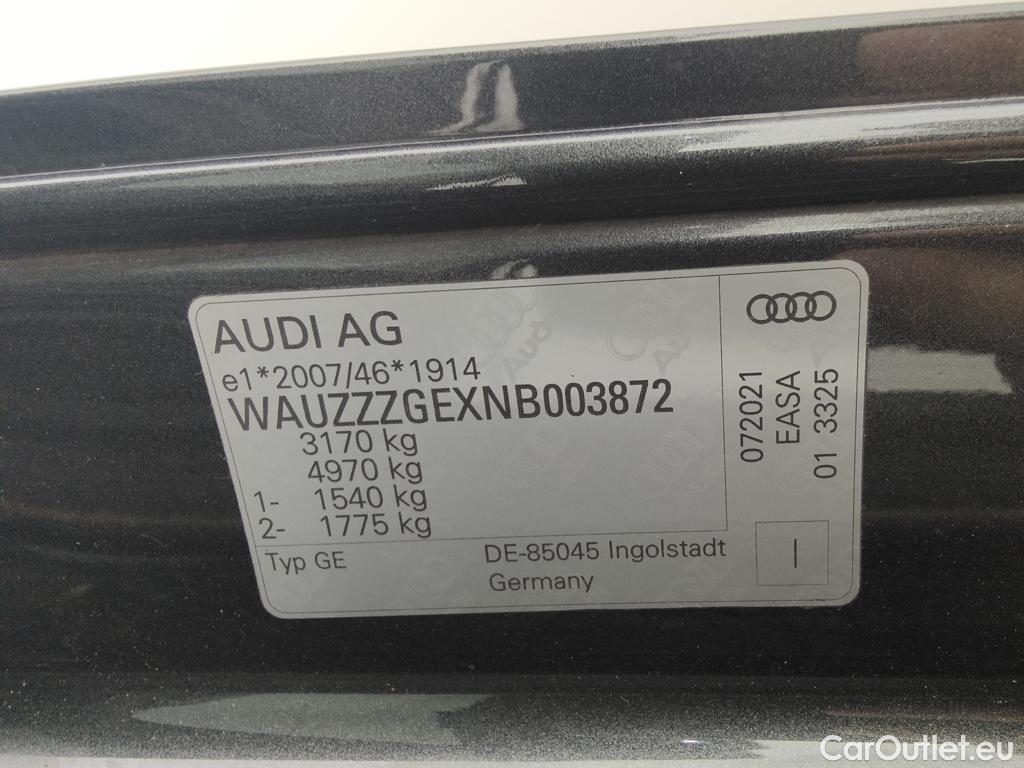 AUDI AG
e1*2007/46*1914
WAUZZZGEXNB003872
3170 kg
4970 kg
1- 1540 kg
2- 1775 kg
Typ GE
DE-85045 Ingolstadt
Germany
072021
EASA
01 3325
I
Audi
CarOutlet.eu